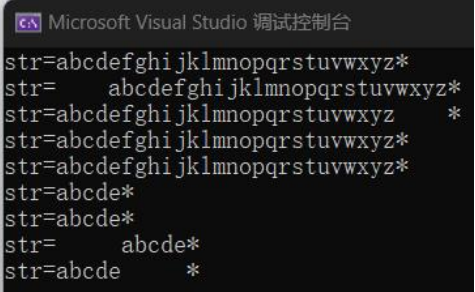 Microsoft Visual Studio 调试控制台
str=abcdefghijklmnopqrstuvwxyz*
str=    abcdefghijklmnopqrstuvwxyz*
str=abcdefghijklmnopqrstuvwxyz    *
str=abcdefghijklmnopqrstuvwxyz*
str=abcdefghijklmnopqrstuvwxyz*
str=abcde*
str=abcde*
str=     abcde*
str=abcde     *